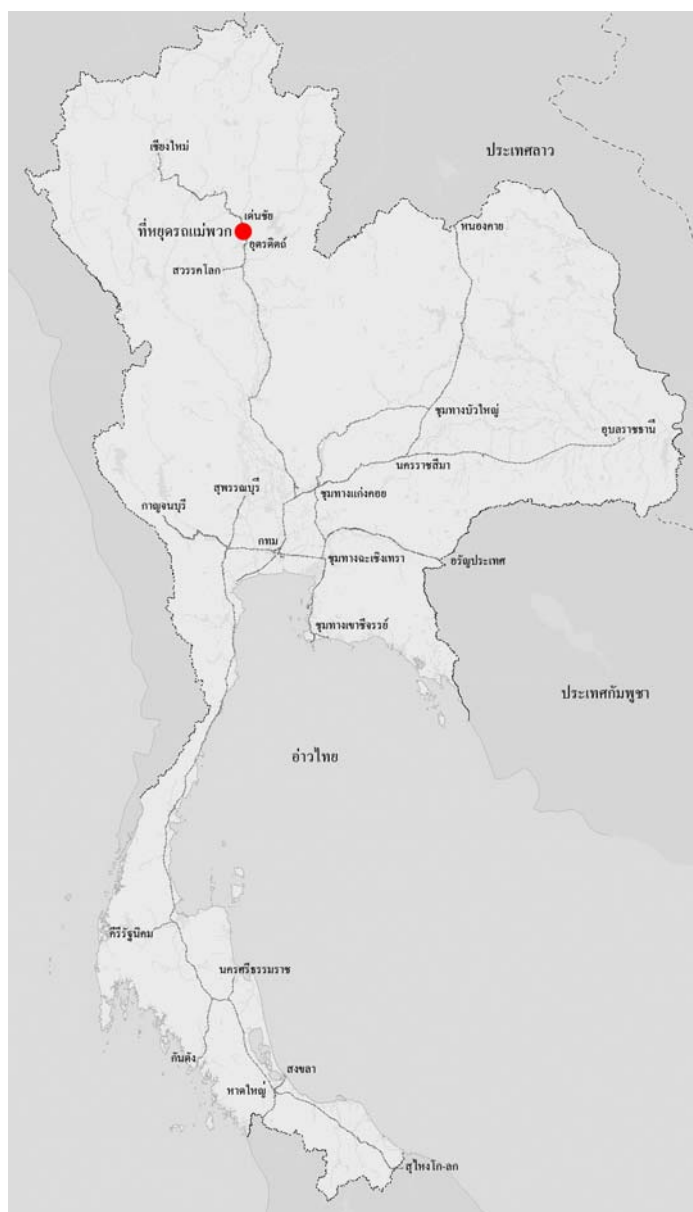 เชียงใหม่
ประเทศลาว
เด่นชัย
ที่หยุดรถแม่พวก
หนองคาย
อุตรดิตถ์
สวรรคโลก
ชุมทางบัวใหญ่
อุบลราชธานี
นครราชสีมา
สุพรรณบุรี
ชุมทางแก่งคอย
กาญจนบุรี
กทม
ชุมทางฉะเชิงเทรา
อรัญประเทศ
ชุมทางเขาชีจรรย์
ประเทศกัมพูชา
อ่าวไทย
คีรีรัฐนิคม
นครศรีธรรมราช
กันตัง
สงขลา
หาดใหญ่
สุไหงโก-ลก